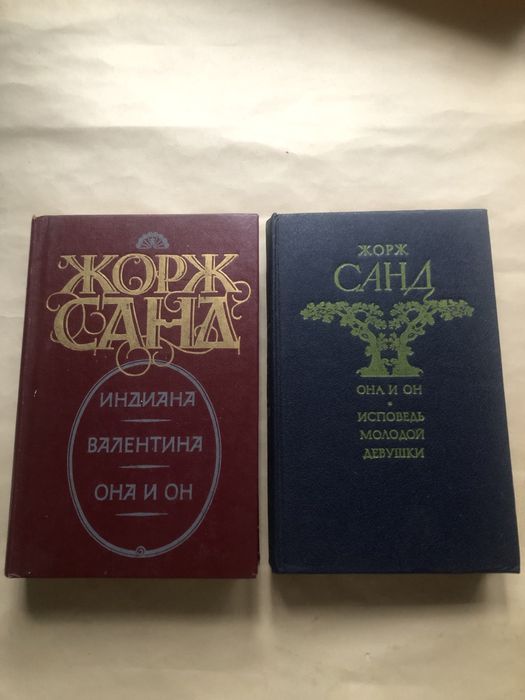 ЖОРЖ
САНД
ИНДИАНА
ВАЛЕНТИНА
ОНА И ОН
ЖОРЖ
САНД
ОНА И ОН
ИСПОВЕДЬ
МОЛОДОЙ
ДЕВУШКИ